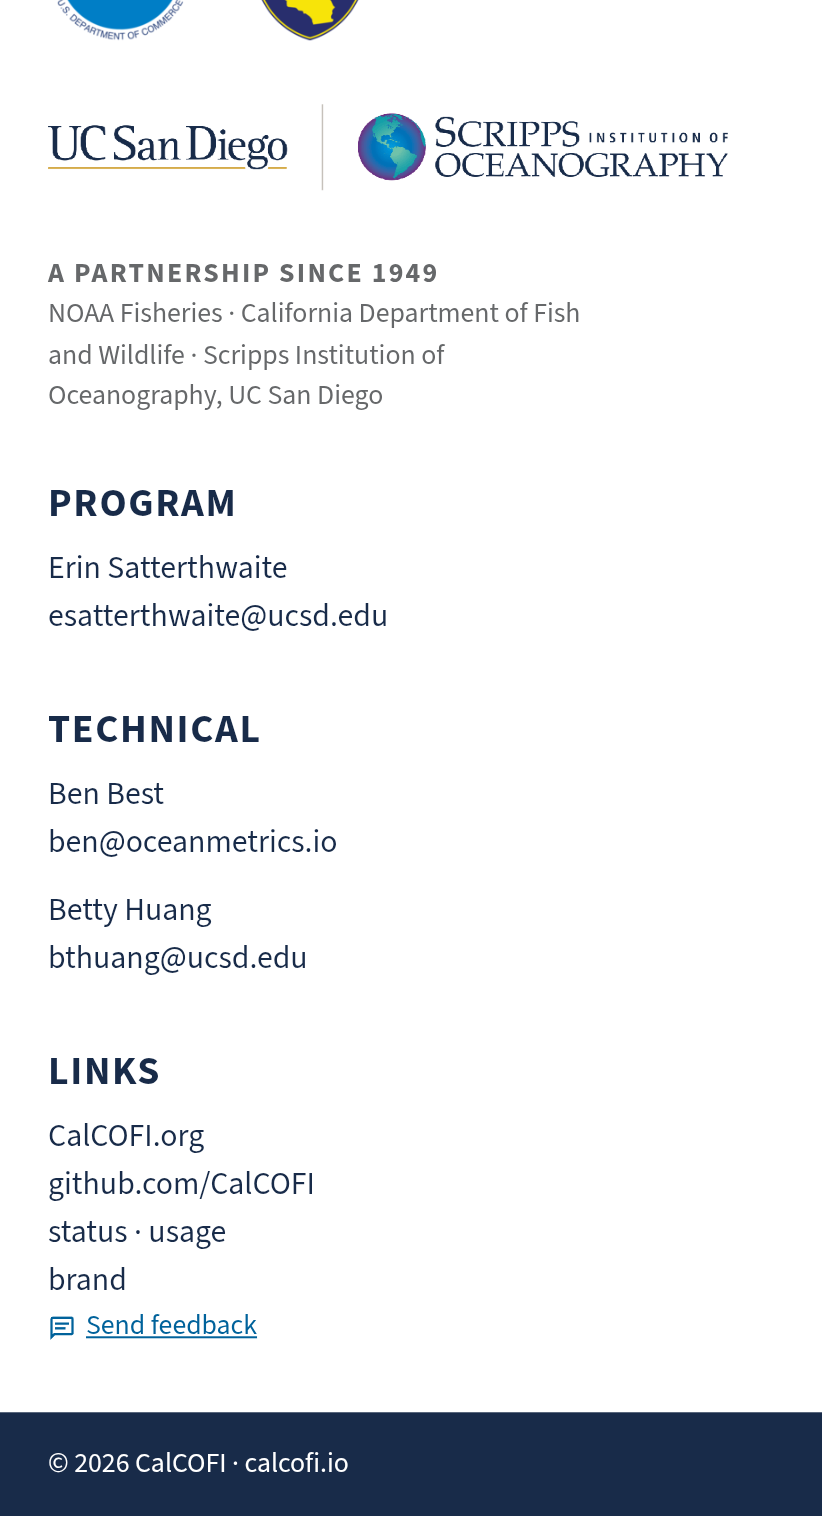 U.S. DEPARTMENT OF COMMERCE
UC San Diego
SCRIPPS INSTITUTION OF
OCEANOGRAPHY
A PARTNERSHIP SINCE 1949
NOAA Fisheries · California Department of Fish
and Wildlife · Scripps Institution of
Oceanography, UC San Diego
PROGRAM
Erin Satterthwaite
esatterthwaite@ucsd.edu
TECHNICAL
Ben Best
ben@oceanmetrics.io
Betty Huang
bthuang@ucsd.edu
LINKS
CalCOFI.org
github.com/CalCOFI
status · usage
brand
Send feedback
© 2026 CalCOFI · calcofi.io